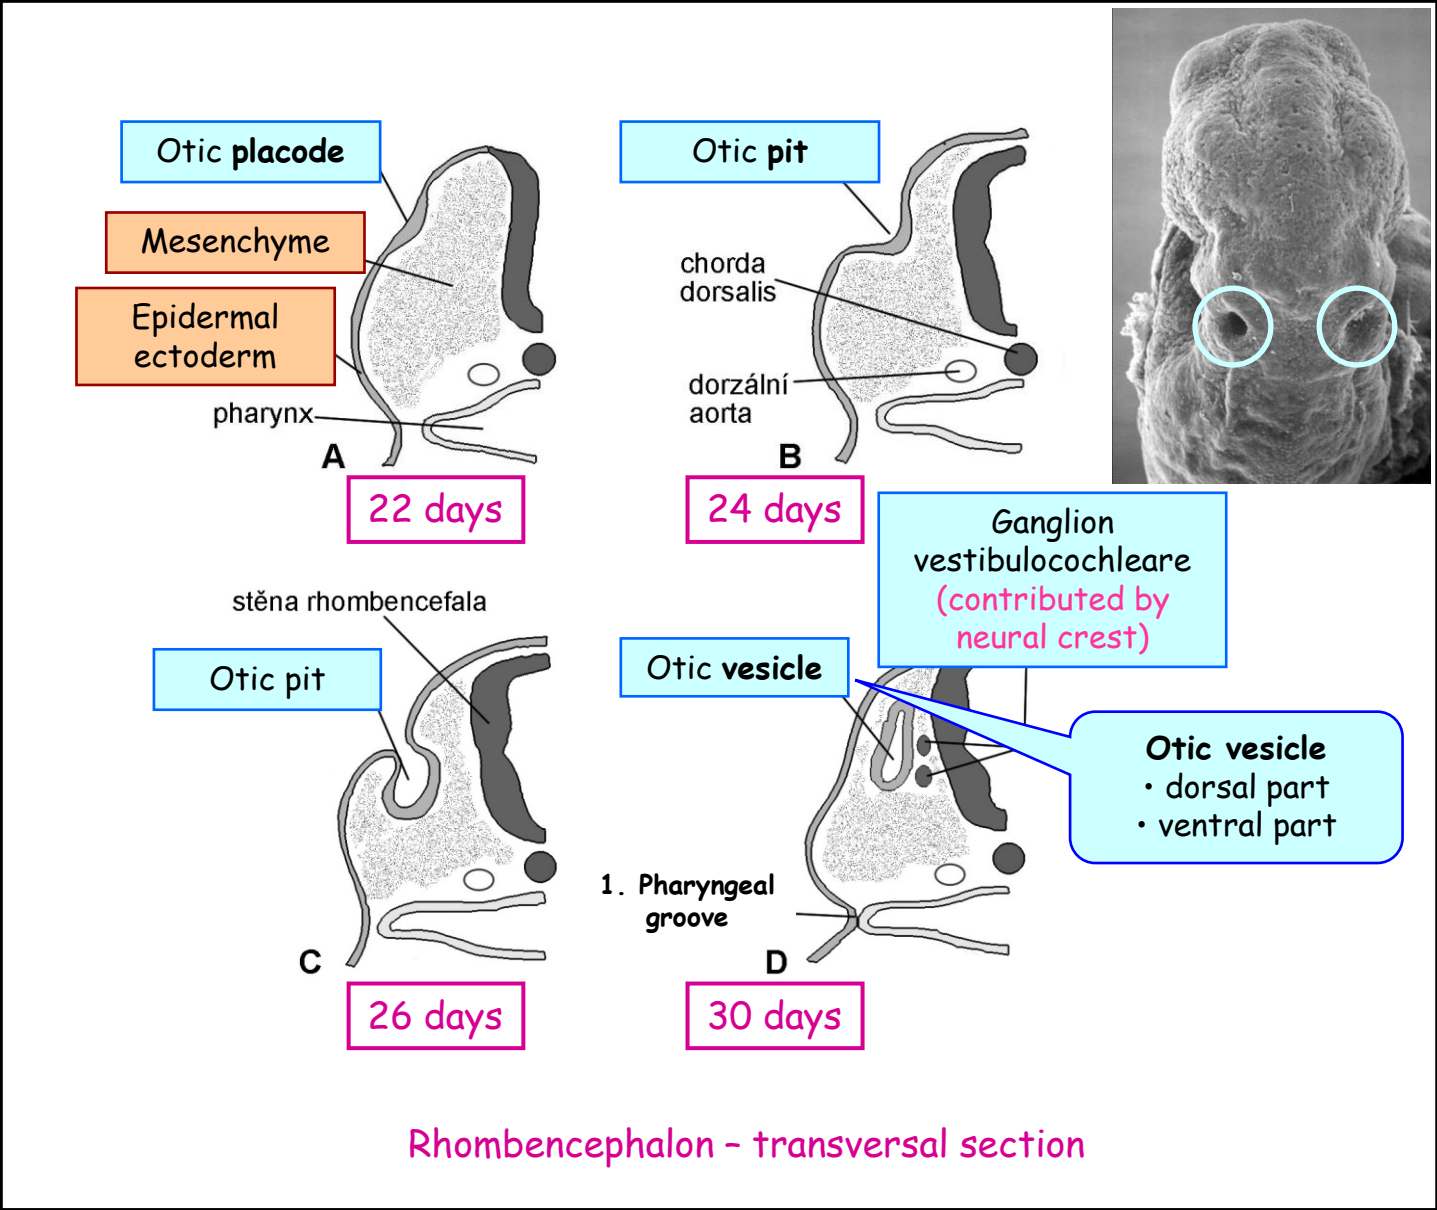 Otic placode
Mesenchyme
Epidermal
ectoderm
pharynx
A
22 days
Otic pit
chorda
dorsalis
dorzální
aorta
B
24 days
stěna rhombencefala
Otic pit
C
26 days
Ganglion
vestibulocochleare
(contributed by
neural crest)
Otic vesicle
Otic vesicle
• dorsal part
• ventral part
1. Pharyngeal
groove
D
30 days
Rhombencephalon – transversal section